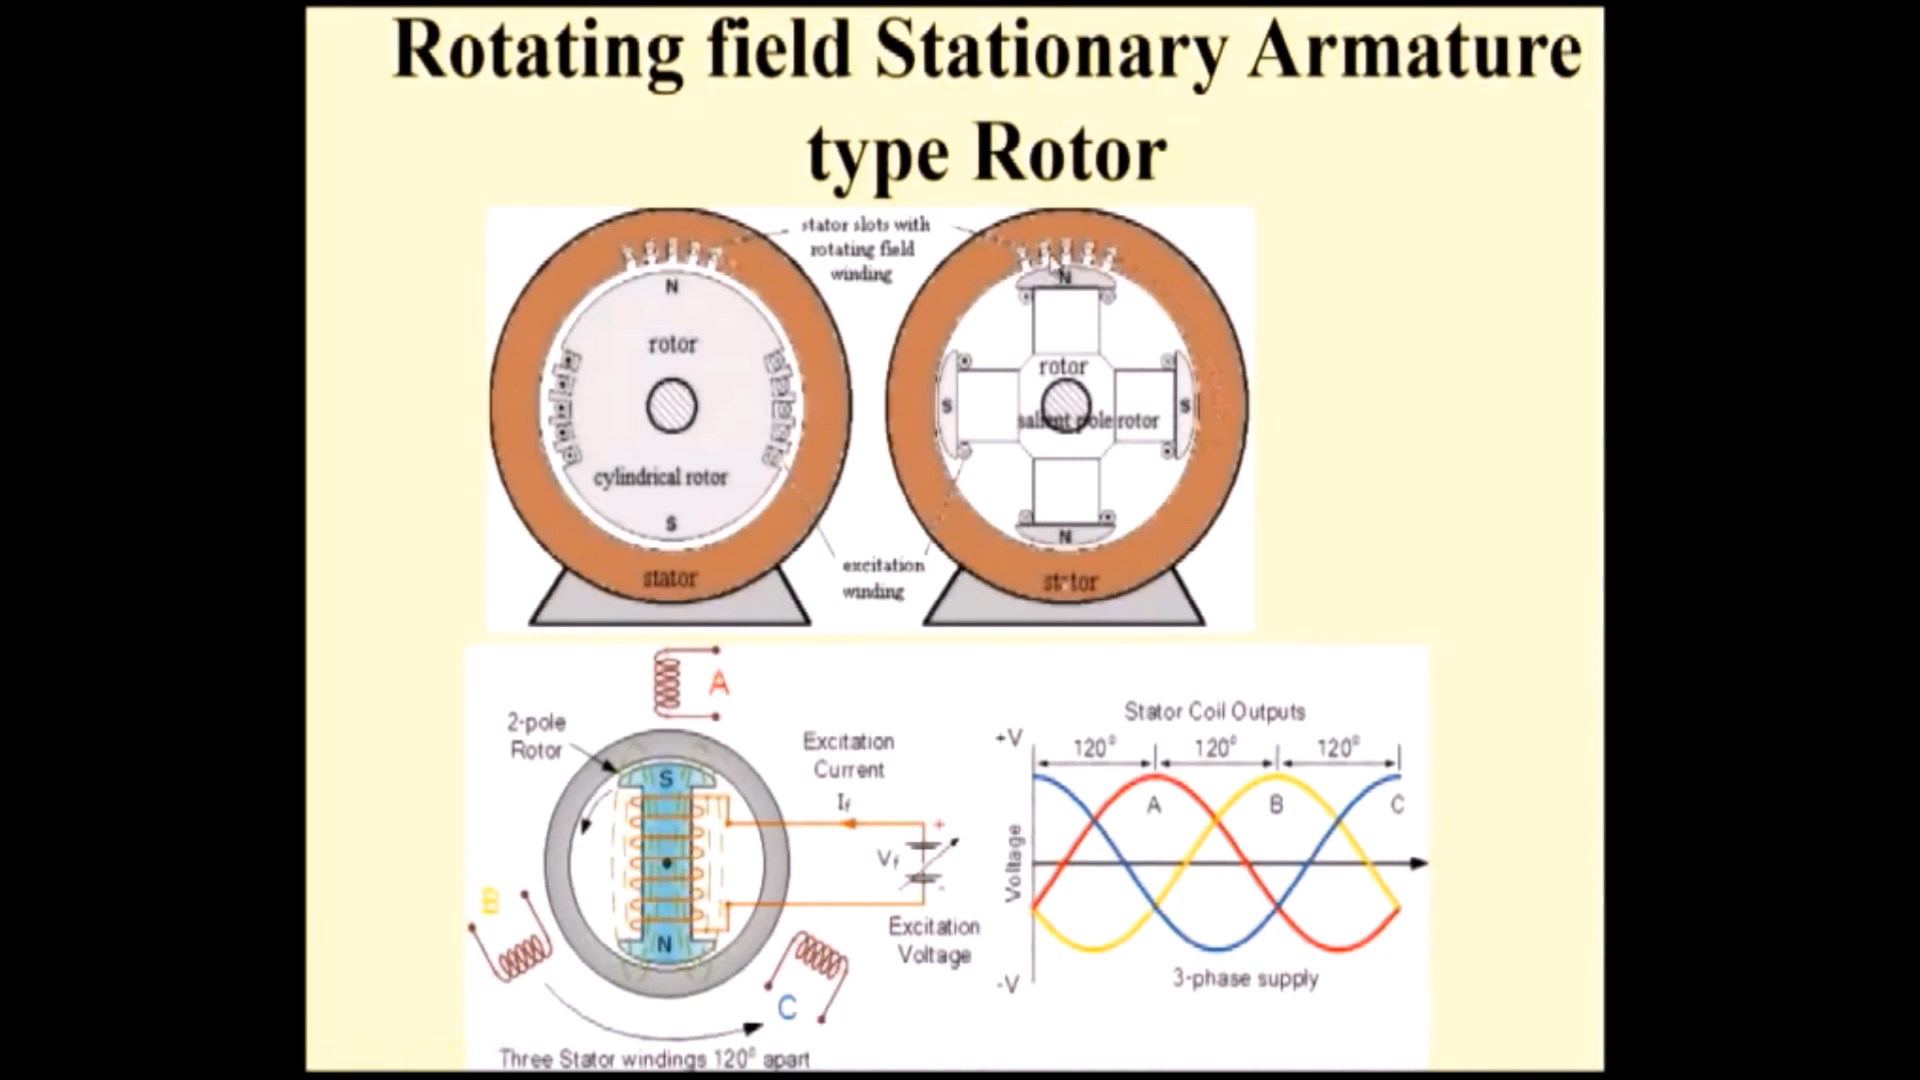 Rotating field Stationary Armature
type Rotor
stator slots with
rotating field
winding
N
rotor
cylindrical rotor
S
stator
N
rotor
salient pole rotor
S
S
N
stator
excitation
winding
A
2-pole
Rotor
S
N
Excitation
Current
If
+
Vf
-
Excitation
Voltage
B
C
Three Stator windings 120° apart
Stator Coil Outputs
+V
120°
120°
120°
A
B
C
Voltage
-V
3-phase supply